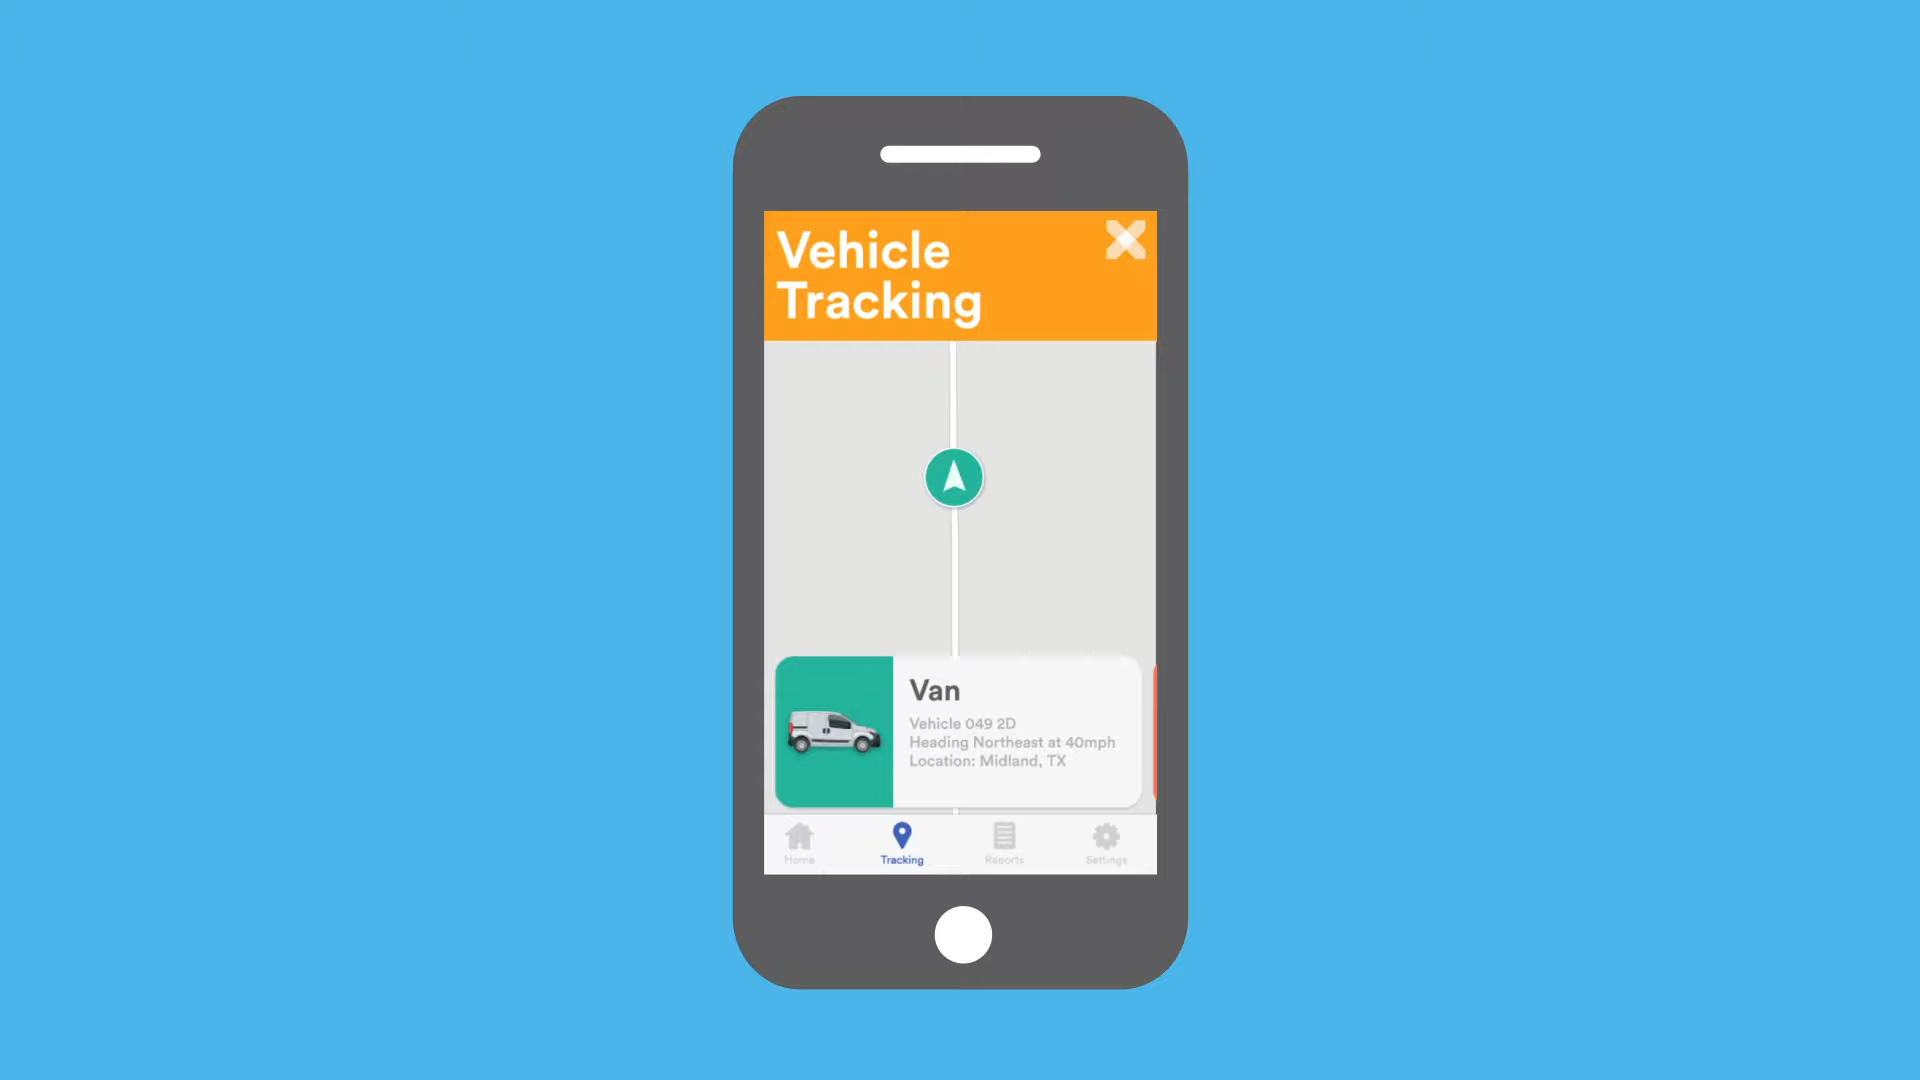 Vehicle
Tracking
Van
Vehicle 049 2D
Heading Northeast at 40mph
Location: Midland, TX
Home
Tracking
Reports
Settings